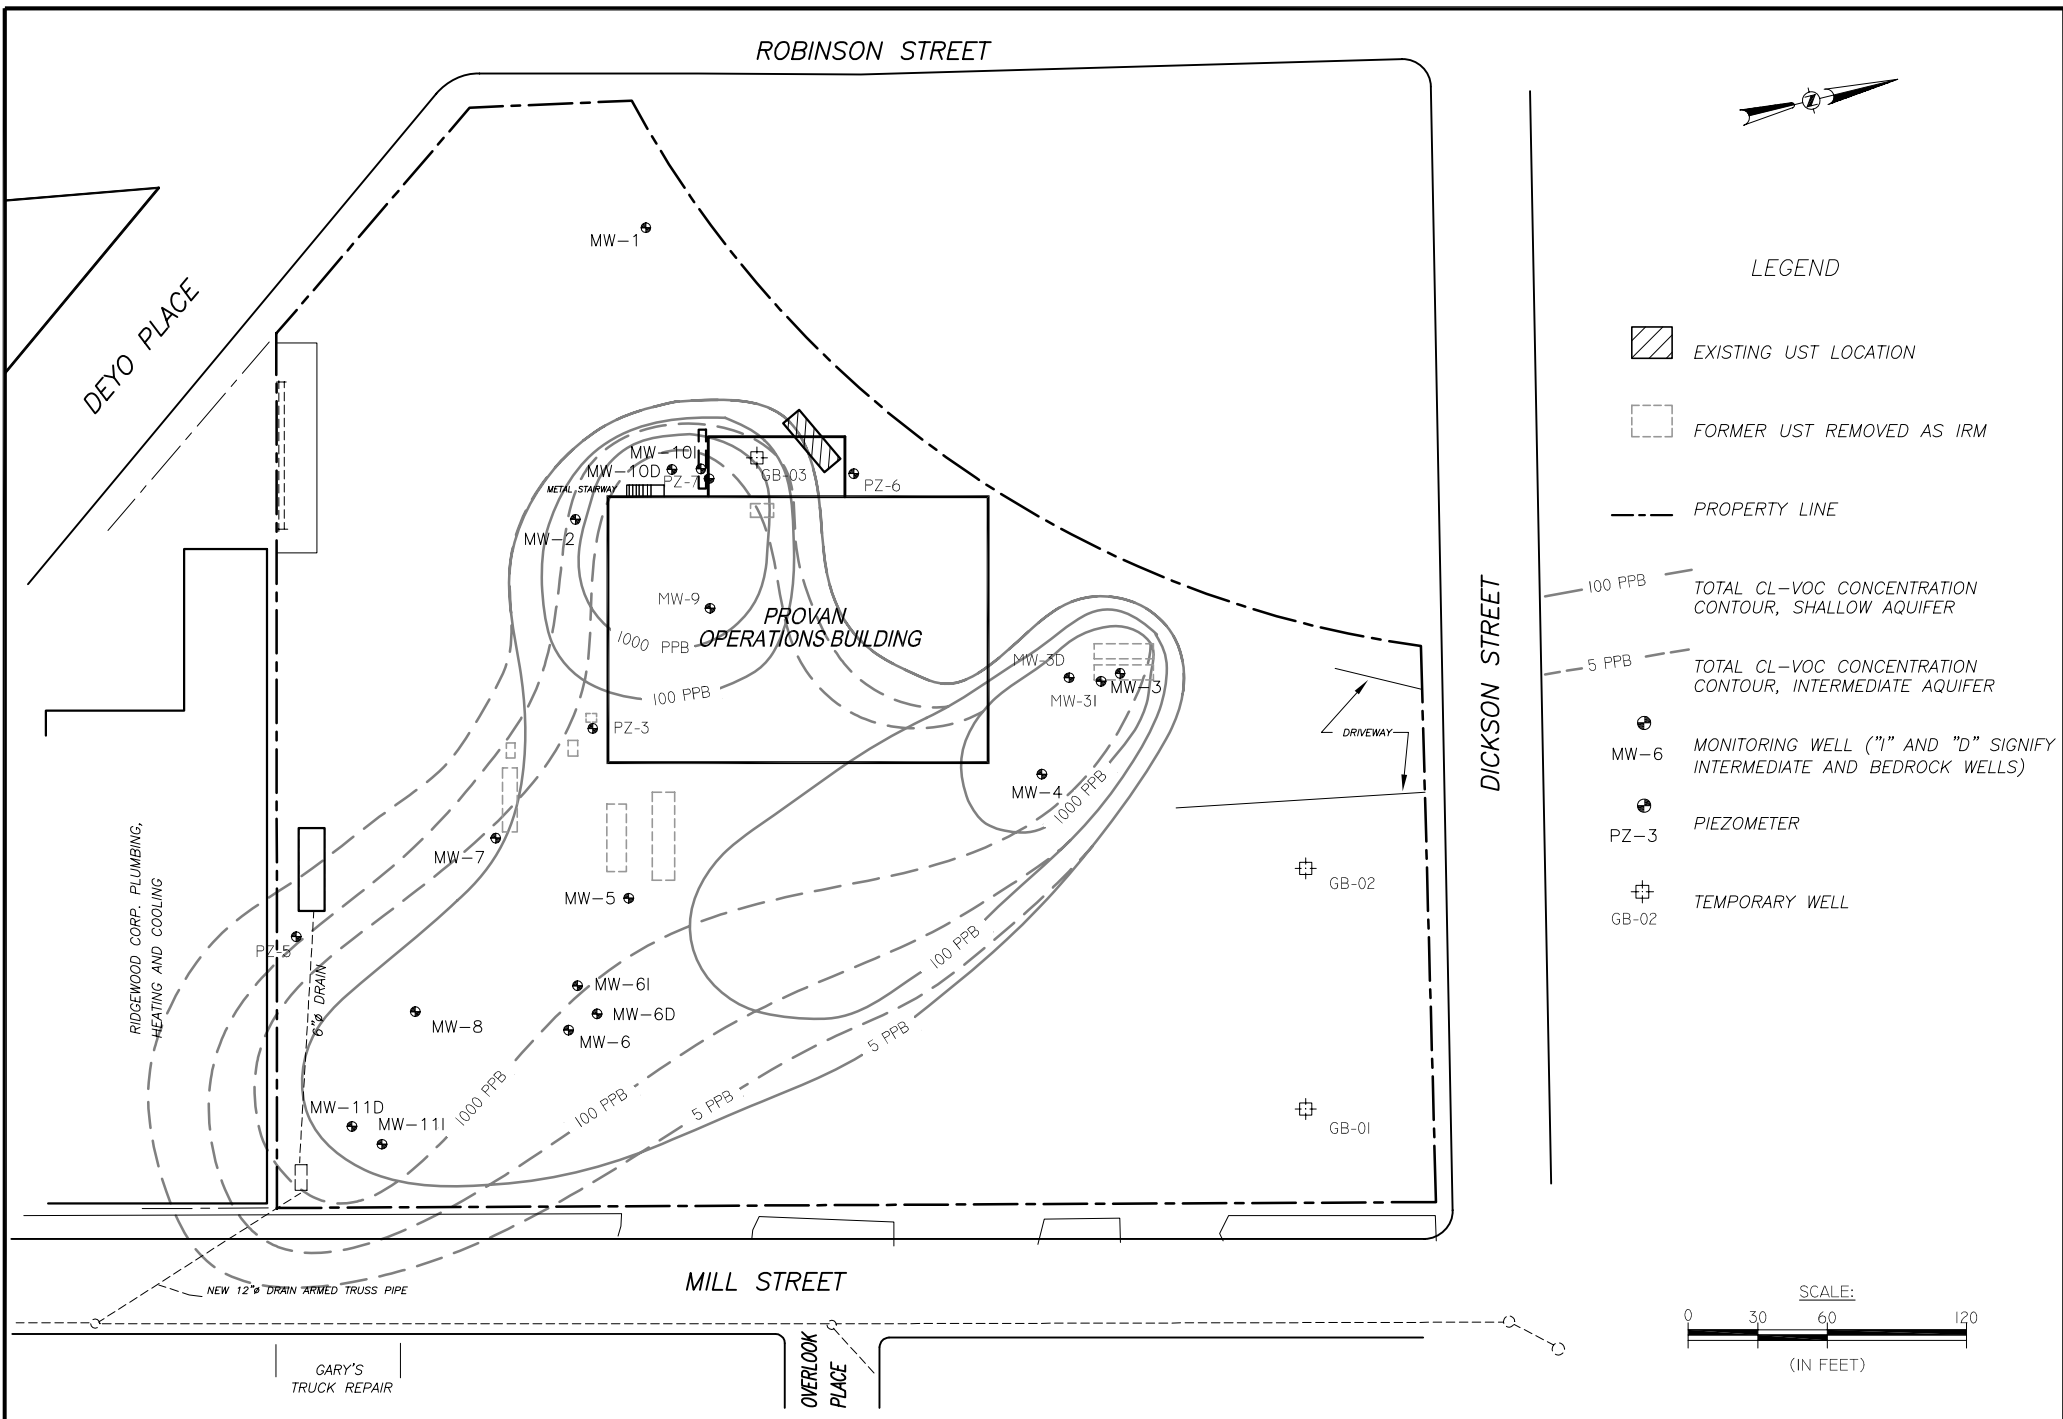 ROBINSON STREET
Z
MW-1
LEGEND
DEYO PLACE
EXISTING UST LOCATION
FORMER UST REMOVED AS IRM
MW-10I
MW-10D
PZ-7
GB-03
PZ-6
METAL STAIRWAY
PROPERTY LINE
MW-2
100 PPB
TOTAL CL-VOC CONCENTRATION
CONTOUR, SHALLOW AQUIFER
MW-9
PROVAN
OPERATIONS BUILDING
1000 PPB
100 PPB
MW-3D
MW-3
MW-3I
DICKSON STREET
5 PPB
TOTAL CL-VOC CONCENTRATION
CONTOUR, INTERMEDIATE AQUIFER
PZ-3
DRIVEWAY
MW-6
MONITORING WELL ("I" AND "D" SIGNIFY
INTERMEDIATE AND BEDROCK WELLS)
MW-4
1000 PPB
PZ-3
PIEZOMETER
MW-7
GB-02
MW-5
GB-02
TEMPORARY WELL
RIDGEWOOD CORP. PLUMBING,
HEATING AND COOLING
PZ-5
6"ø DRAIN
100 PPB
MW-6I
MW-6D
MW-6
MW-8
5 PPB
1000 PPB
100 PPB
5 PPB
MW-11D
MW-11I
GB-01
NEW 12"ø DRAIN ARMED TRUSS PIPE
MILL STREET
SCALE:
0 30 60 120
(IN FEET)
OVERLOOK
PLACE
GARY'S
TRUCK REPAIR